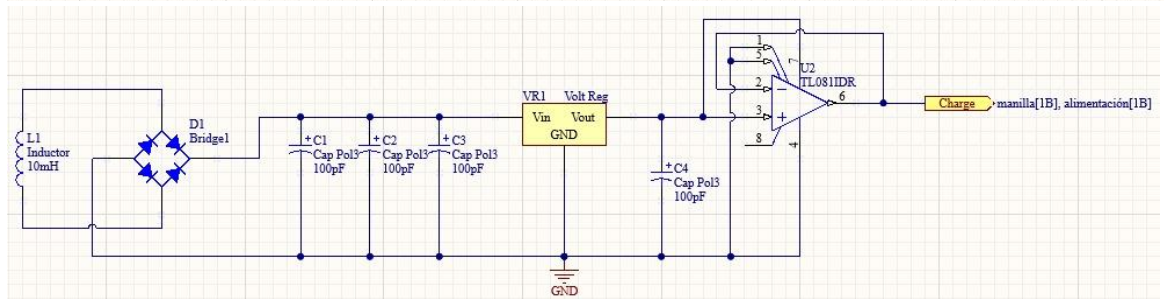 L1
Inductor
10mH
D1
Bridge1
C1
Cap Pol3
100pF
C2
Cap Pol3
100pF
C3
Cap Pol3
100pF
VR1 Volt Reg
Vin Vout
GND
GND
C4
Cap Pol3
100pF
1
5
2
3
8
7
4
6
U2
TL081IDR
Charge manilla[1B], alimentación[1B]